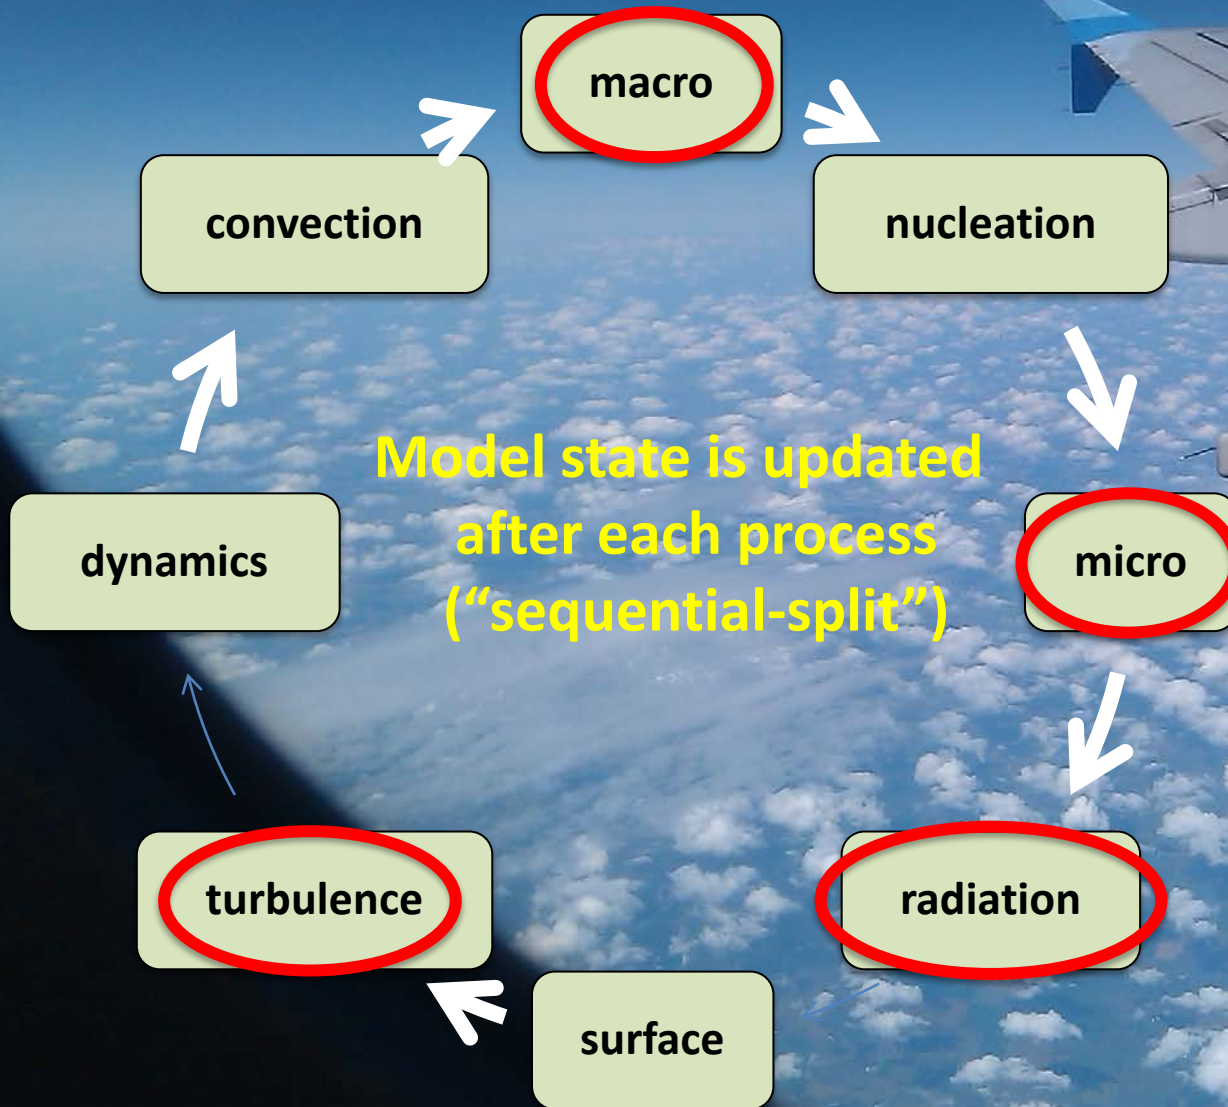 macro
convection
nucleation
Model state is updated
after each process
(“sequential-split”)
dynamics
micro
turbulence
radiation
surface